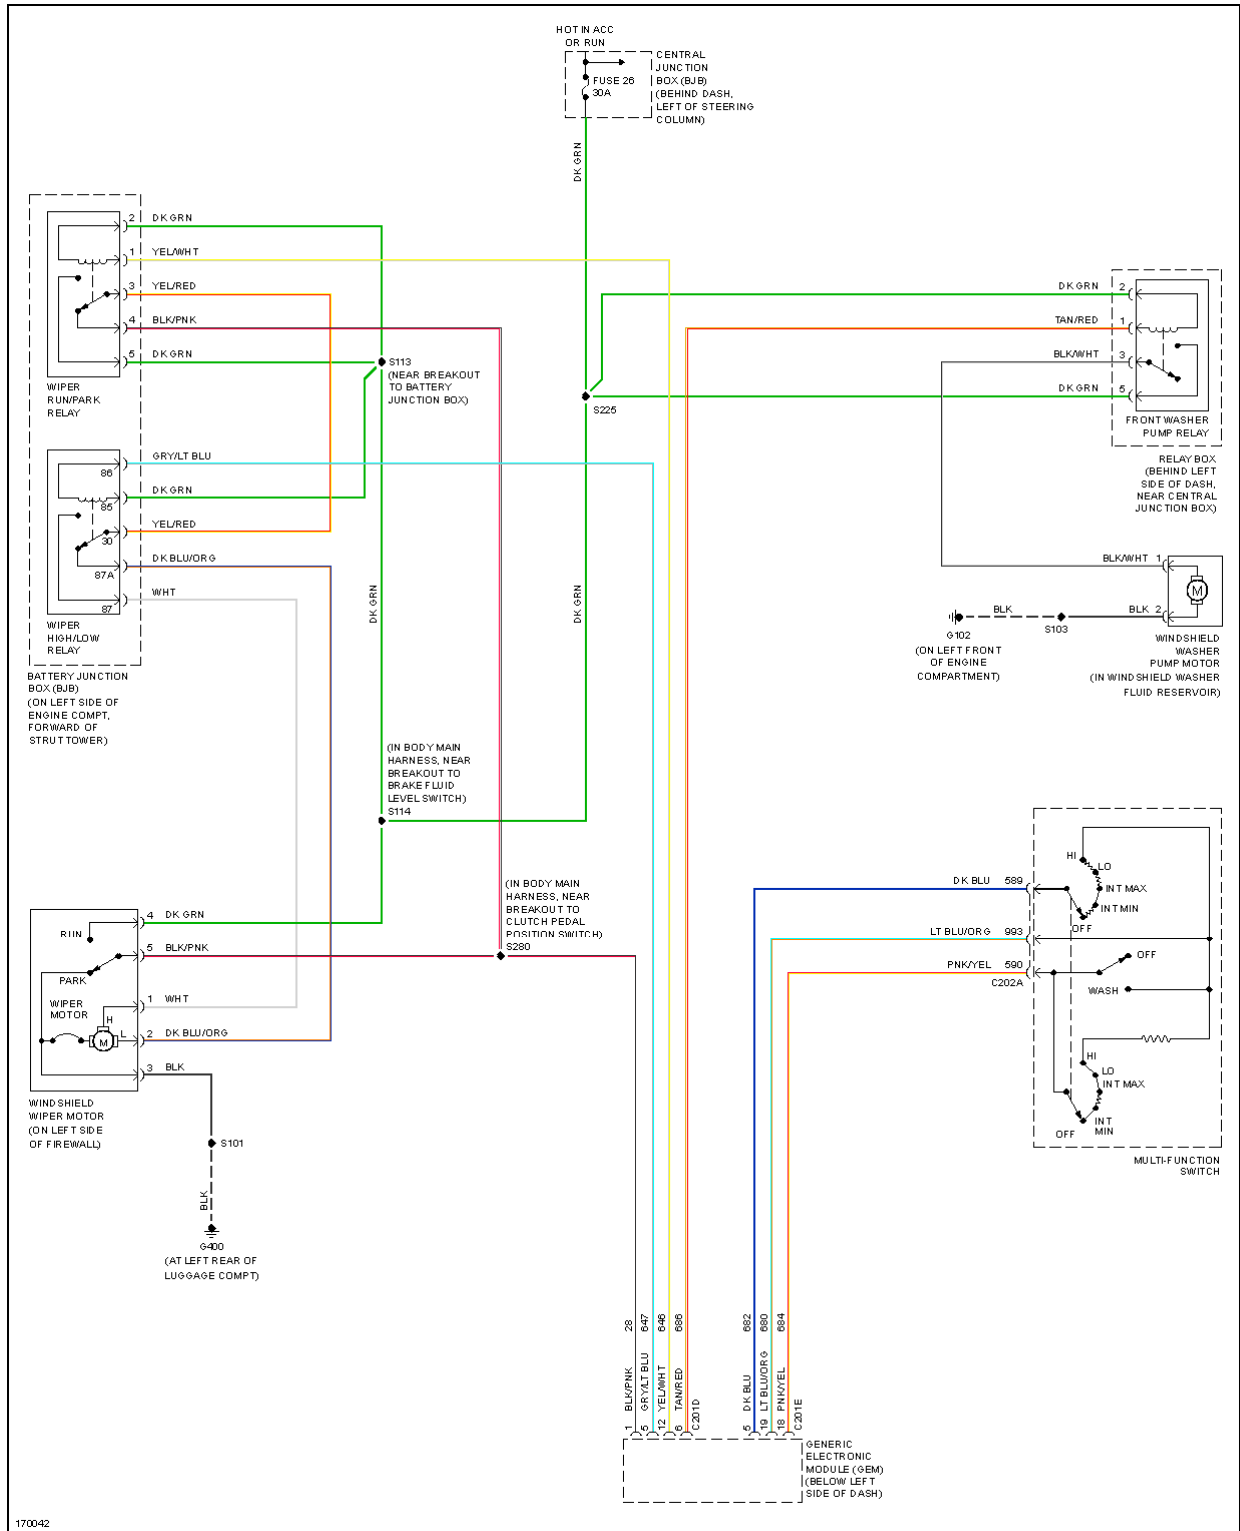 HOT IN ACC
OR RUN
CENTRAL
JUNCTION
BOX (BJB)
(BEHIND DASH,
LEFT OF STEERING
COLUMN)
FUSE 26
30A
DK GRN
2 DK GRN
1 YEL/WHT
3 YEL/RED
4 BLK/PNK
5 DK GRN
WIPER
RUN/PARK
RELAY
S113
(NEAR BREAKOUT
TO BATTERY
JUNCTION BOX)
S225
DK GRN 2
TAN/RED 1
BLK/WHT 3
DK GRN 5
FRONT WASHER
PUMP RELAY
RELAY BOX
(BEHIND LEFT
SIDE OF DASH,
NEAR CENTRAL
JUNCTION BOX)
86 GRY/LT BLU
85 DK GRN
30 YEL/RED
87A DK BLU/ORG
87 WHT
WIPER
HIGH/LOW
RELAY
BATTERY JUNCTION
BOX (BJB)
(ON LEFT SIDE OF
ENGINE COMPT,
FORWARD OF
STRUT TOWER)
DK GRN
DK GRN
BLK/WHT 1
BLK 2
M
BLK
S103
G102
(ON LEFT FRONT
OF ENGINE
COMPARTMENT)
WINDSHIELD
WASHER
PUMP MOTOR
(IN WINDSHIELD WASHER
FLUID RESERVOIR)
(IN BODY MAIN
HARNESS, NEAR
BREAKOUT TO
BRAKE FLUID
LEVEL SWITCH)
S114
(IN BODY MAIN
HARNESS, NEAR
BREAKOUT TO
CLUTCH PEDAL
POSITION SWITCH)
S280
4 DK GRN
RUN
5 BLK/PNK
PARK
1 WHT
WIPER
MOTOR
H
L
M
2 DK BLU/ORG
3 BLK
WINDSHIELD
WIPER MOTOR
(ON LEFT SIDE
OF FIREWALL)
S101
BLK
G400
(AT LEFT REAR OF
LUGGAGE COMPT)
DK BLU 589
LT BLU/ORG 993
PNK/YEL 590
C202A
HI
LO
INT MAX
INT MIN
OFF
OFF
WASH
HI
LO
INT MAX
INT
MIN
OFF
MULTI-FUNCTION
SWITCH
1 BLK/PNK 28
5 GRY/LT BLU 647
12 YEL/WHT 646
6 TAN/RED 686
C201D
5 DK BLU 682
19 LT BLU/ORG 680
18 PNK/YEL 684
C201E
GENERIC
ELECTRONIC
MODULE (GEM)
(BELOW LEFT
SIDE OF DASH)
170042